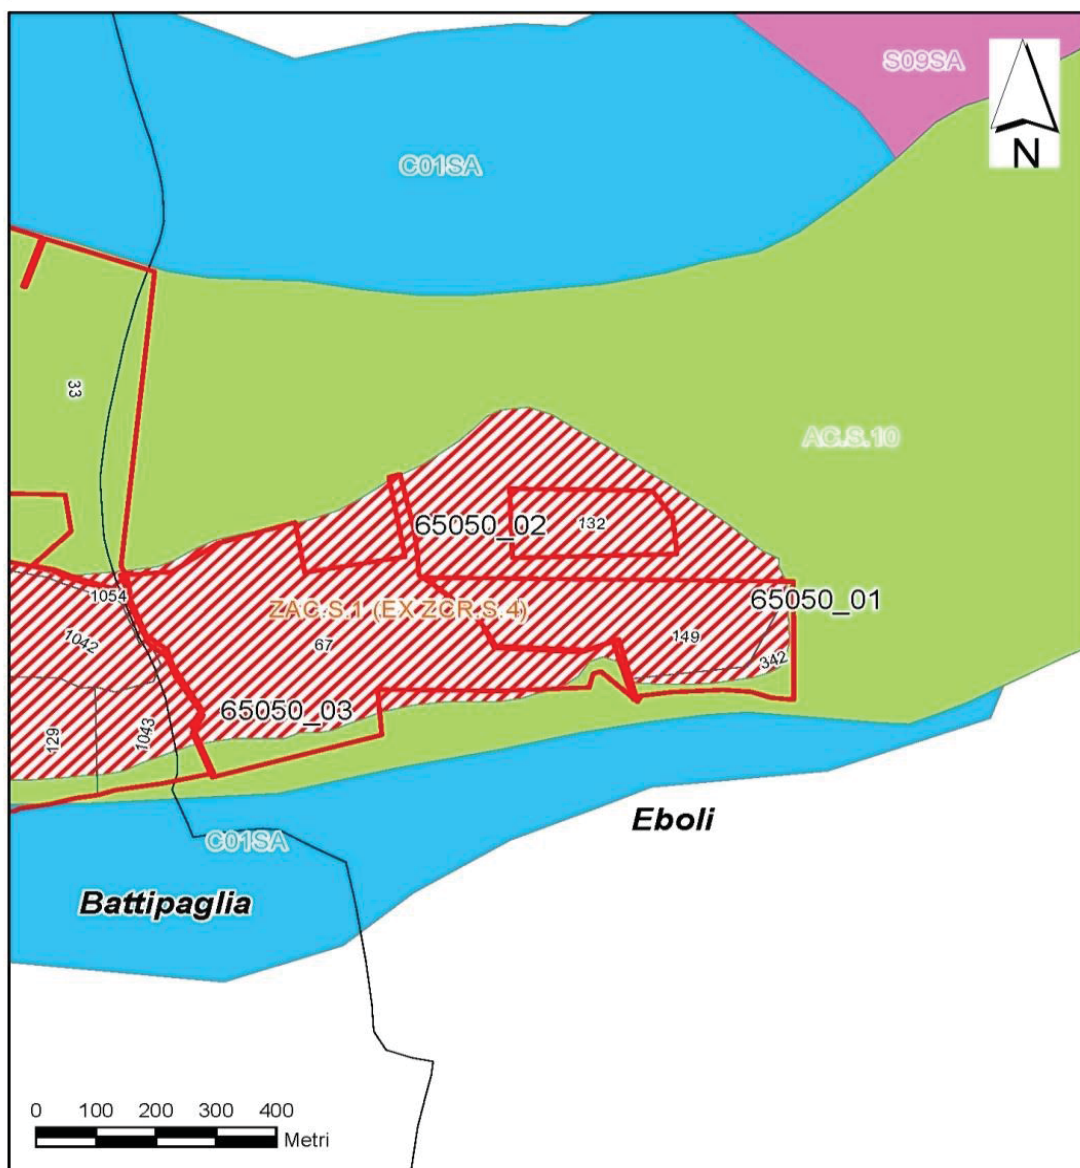 S09SA
N
C01SA
33
AC.S.10
65050_02
132
1054
65050_01
ZAC.S.1 (EX ZCR.S.4)
1042
67
149
342
65050_03
129
1043
Eboli
C01SA
Battipaglia
0 100 200 300 400
Metri